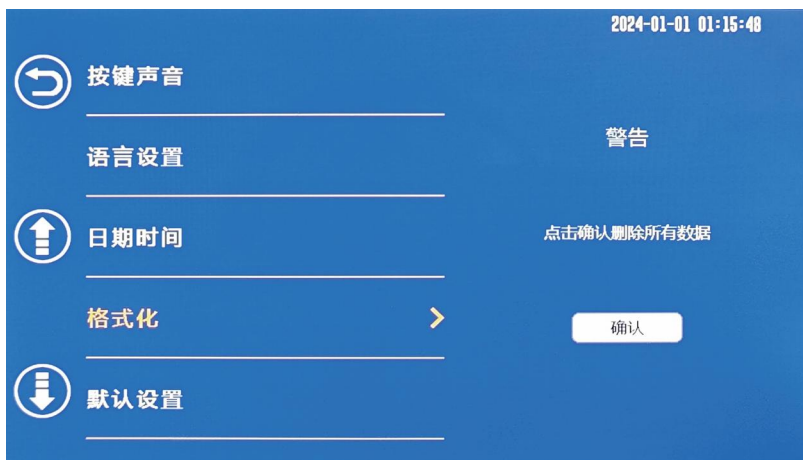 2024-01-01 01:15:48
按键声音
语言设置
日期时间
格式化
默认设置
警告
点击确认删除所有数据
确认